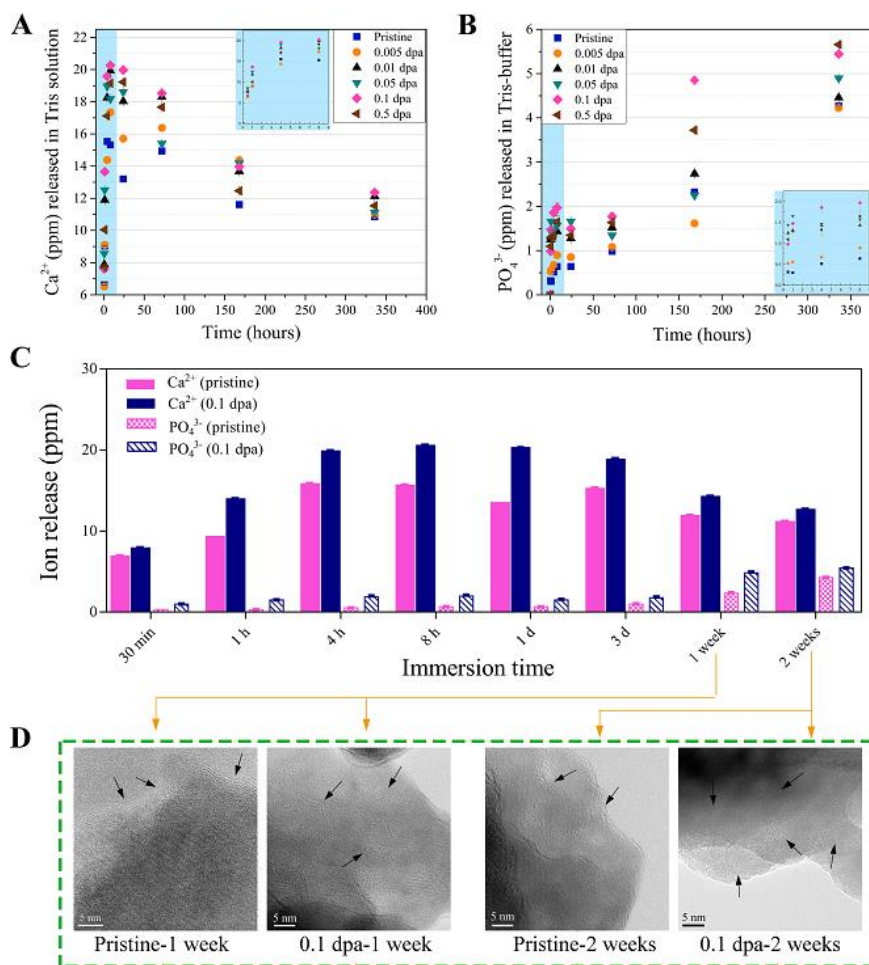 A
Ca²⁺ (ppm) released in Tris solution
22
20
18
16
14
12
10
8
6
0 50 100 150 200 250 300 350 400
Time (hours)
Pristine
0.005 dpa
0.01 dpa
0.05 dpa
0.1 dpa
0.5 dpa
B
PO₄³⁻ (ppm) released in Tris-buffer
6
5
4
3
2
1
0
0 50 100 150 200 250 300 350
Time (hours)
Pristine
0.005 dpa
0.01 dpa
0.05 dpa
0.1 dpa
0.5 dpa
C
Ion release (ppm)
30
20
10
0
Ca²⁺ (pristine)
Ca²⁺ (0.1 dpa)
PO₄³⁻ (pristine)
PO₄³⁻ (0.1 dpa)
30 min 1 h 4 h 8 h 1 d 3 d 1 week 2 weeks
Immersion time
D
5 nm 5 nm 5 nm 5 nm
Pristine-1 week 0.1 dpa-1 week Pristine-2 weeks 0.1 dpa-2 weeks